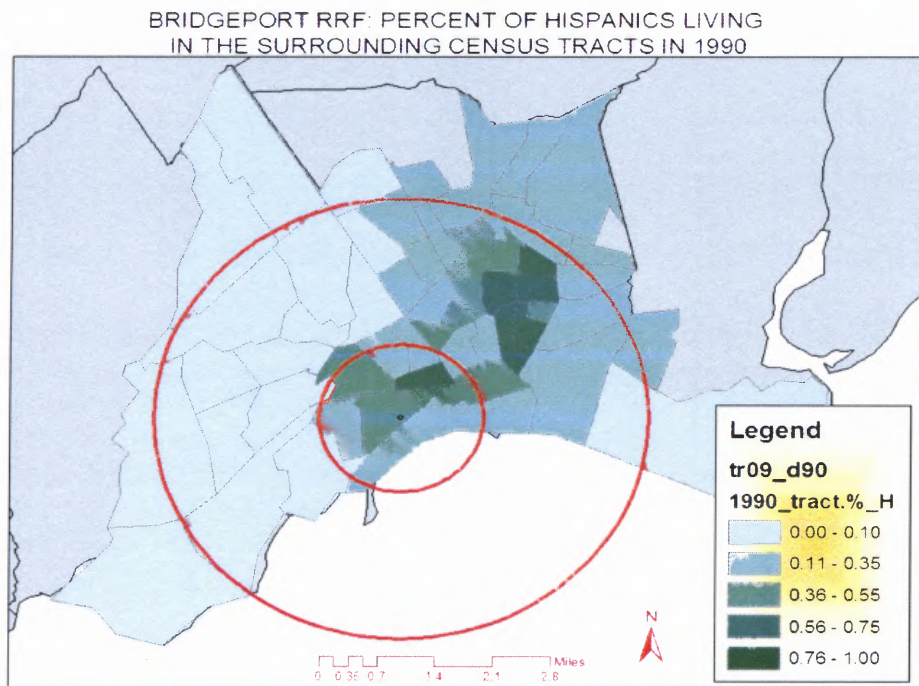 BRIDGEPORT RRF: PERCENT OF HISPANICS LIVING
IN THE SURROUNDING CENSUS TRACTS IN 1990
Legend
tr09_d90
1990_tract.%_H
0.00 - 0.10
0.11 - 0.35
0.36 - 0.55
0.56 - 0.75
0.76 - 1.00
N
Miles
0 0.35 0.7 1.4 2.1 2.8